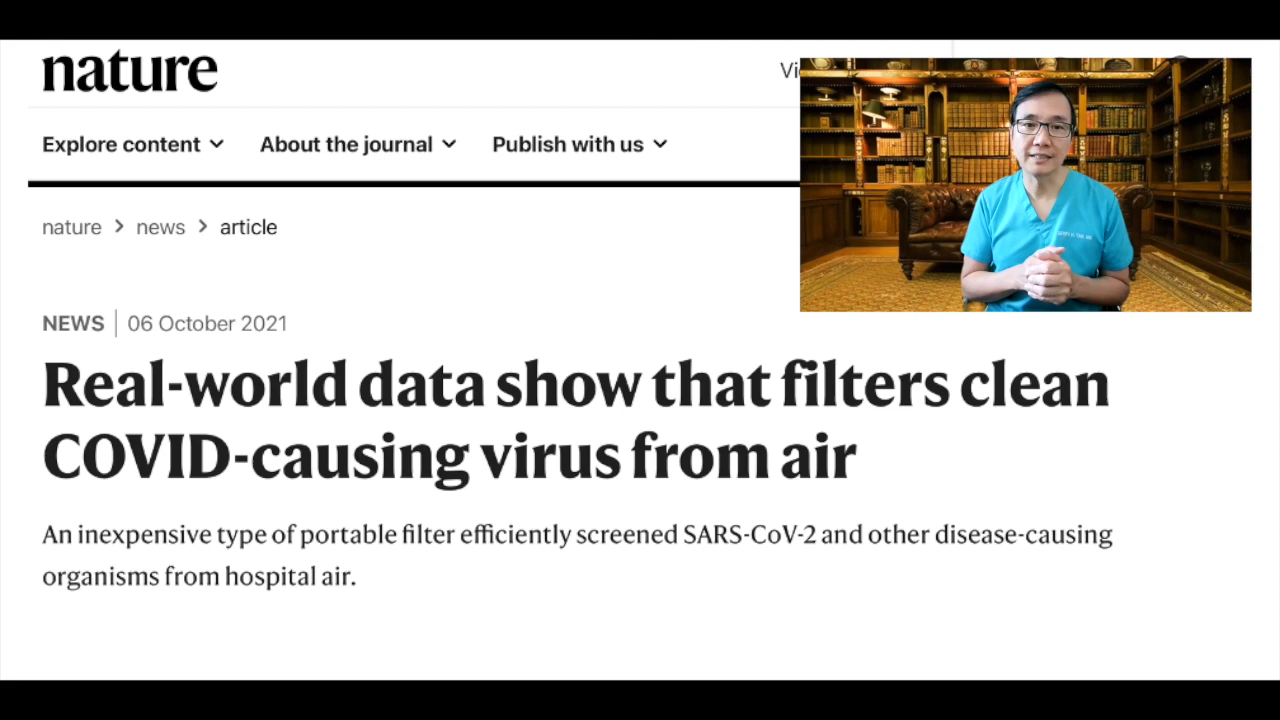 nature
Explore content
About the journal
Publish with us
nature > news > article
NEWS | 06 October 2021
Real-world data show that filters clean
COVID-causing virus from air
An inexpensive type of portable filter efficiently screened SARS-CoV-2 and other disease-causing
organisms from hospital air.